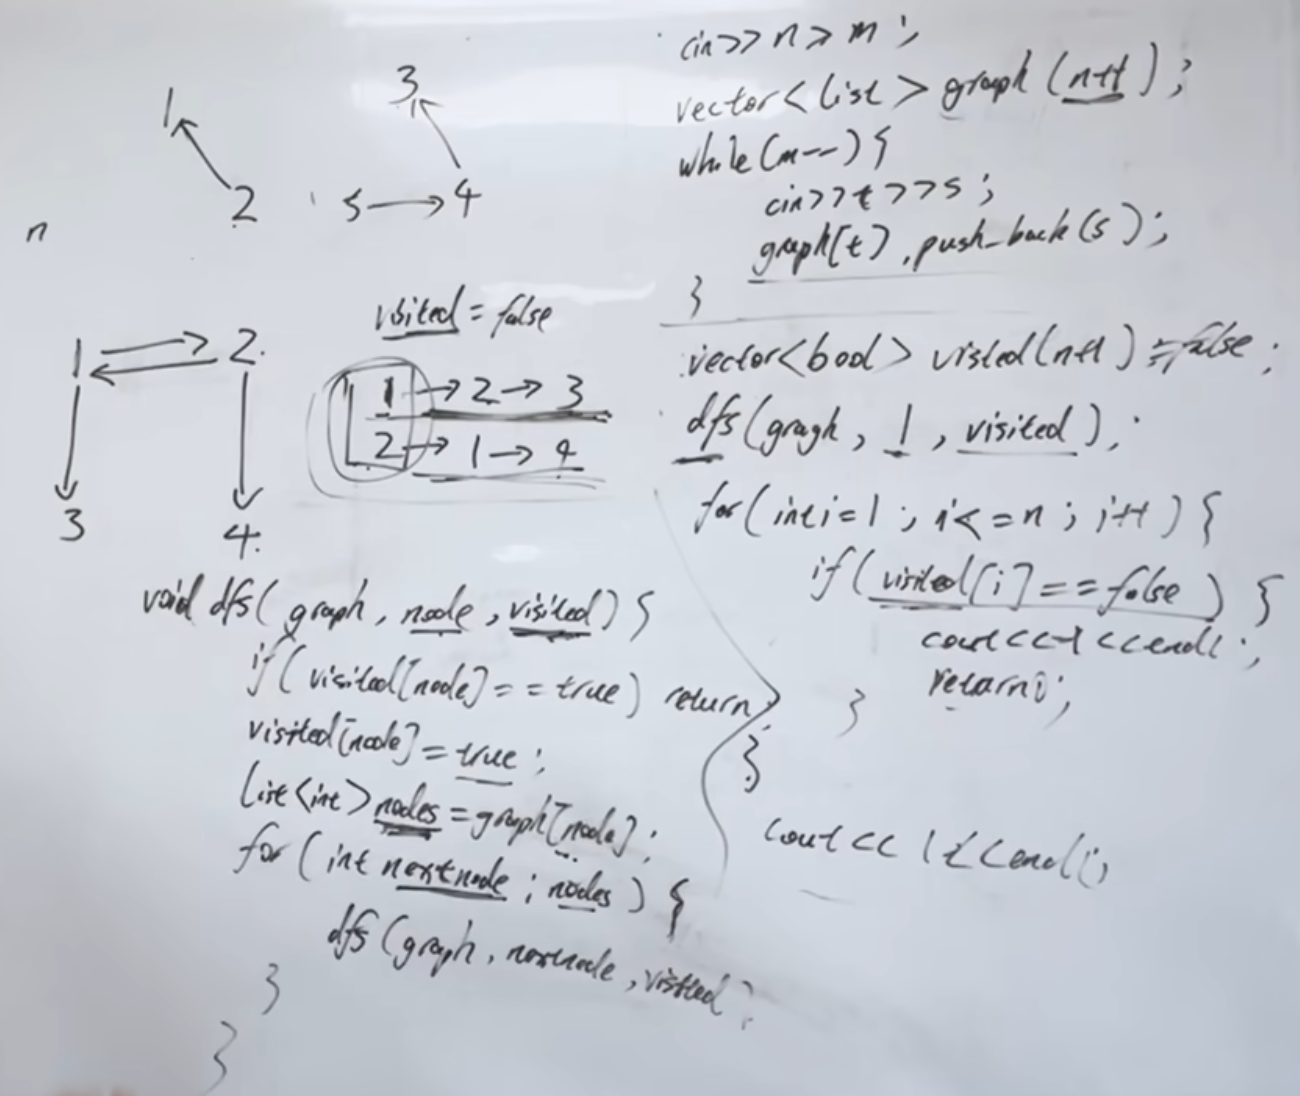 1
3
2
5 → 4
n
1 ⇄ 2
3
4
visited = false
1 → 2 → 3
2 → 1 → 4
void dfs( graph, node, visited) {
if( visited[node] == true) return;
visited[node] = true;
list<int> nodes = graph[node];
for ( int nextnode ; nodes ) {
dfs (graph, nextnode, visited);
}
}
cin>> n > m ;
vector< list > graph (n+1);
while (m--) {
cin>>t>>s ;
graph[t].push_back(s);
}
vector<bool> visted(n+1) = false ;
dfs (gragh, 1, visited);
for( int i=1 ; i<=n ; i++) {
if( visited[i] == false ) {
cout<<-1<<endl ;
return 0;
}
}
cout<< 1<<endl;